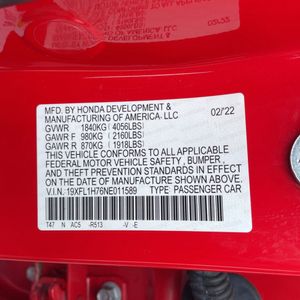 MFD. BY HONDA DEVELOPMENT &
MANUFACTURING OF AMERICA, LLC
GVWR 1840KG (4056LBS) 02/'22
GAWR F 980KG (2160LBS)
GAWR R 870KG (1918LBS)
THIS VEHICLE CONFORMS TO ALL APPLICABLE
FEDERAL MOTOR VEHICLE SAFETY, BUMPER,
AND THEFT PREVENTION STANDARDS IN EFFECT
ON THE DATE OF MANUFACTURE SHOWN ABOVE.
V.I.N. 19XFL1H76NE011589 TYPE PASSENGER CAR
T47 N AC5 -R513 -V -E